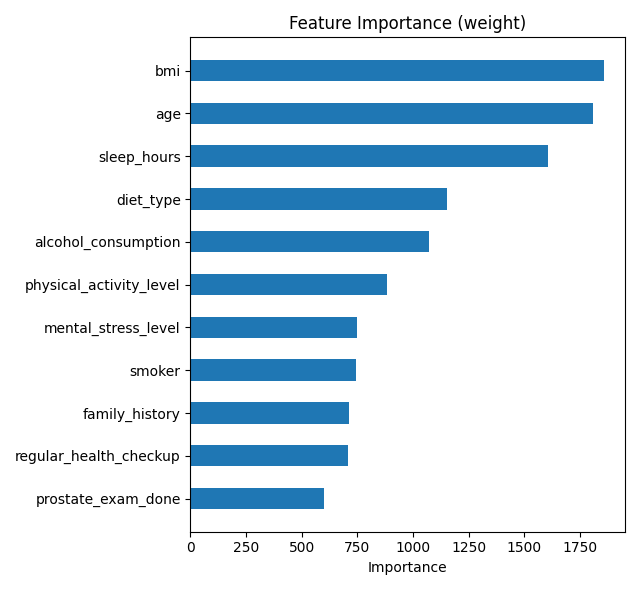 Feature Importance (weight)
bmi
age
sleep_hours
diet_type
alcohol_consumption
physical_activity_level
mental_stress_level
smoker
family_history
regular_health_checkup
prostate_exam_done
0 250 500 750 1000 1250 1500 1750
Importance